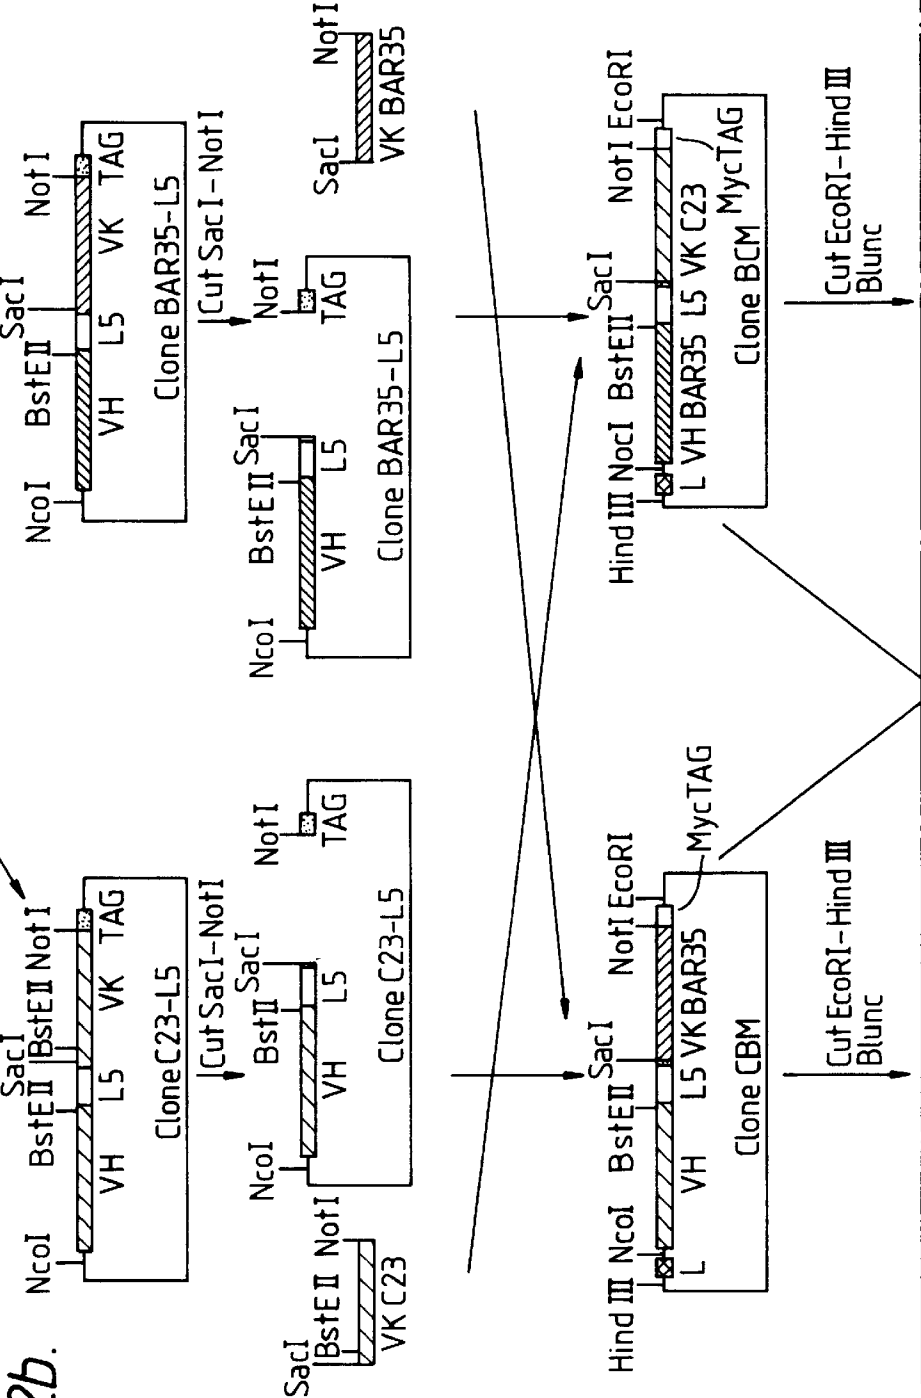 2b.
NcoI BstEII SacI BstEII NotI
VH L5 VK TAG
Clone C23-L5
Cut SacI-NotI
NcoI BstEII SacI NotI
VH L5 VK TAG
Clone BAR35-L5
Cut SacI-NotI
SacI BstEII NotI
VK C23
NcoI BstII SacI NotI
VH L5 TAG
Clone C23-L5
NcoI BstEII SacI NotI
VH L5 TAG
Clone BAR35-L5
SacI NotI
VK BAR35
Hind III NcoI BstEII SacI NotI EcoRI
L VH L5 VK BAR35 MycTAG
Clone CBM
Cut EcoRI-Hind III
Blunc
Hind III NocI BstEII SacI NotI EcoRI
L VH BAR35 L5 VK C23 MycTAG
Clone BCM
Cut EcoRI-Hind III
Blunc